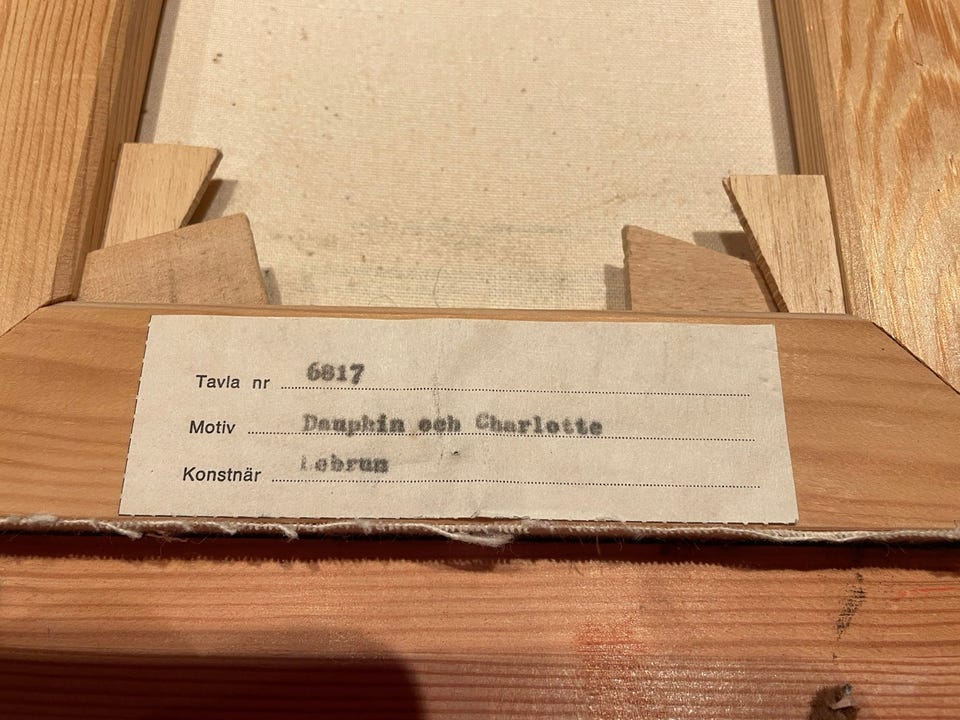 Tavla nr 6817
Motiv Dauphin och Charlotte
Konstnär Lebrun